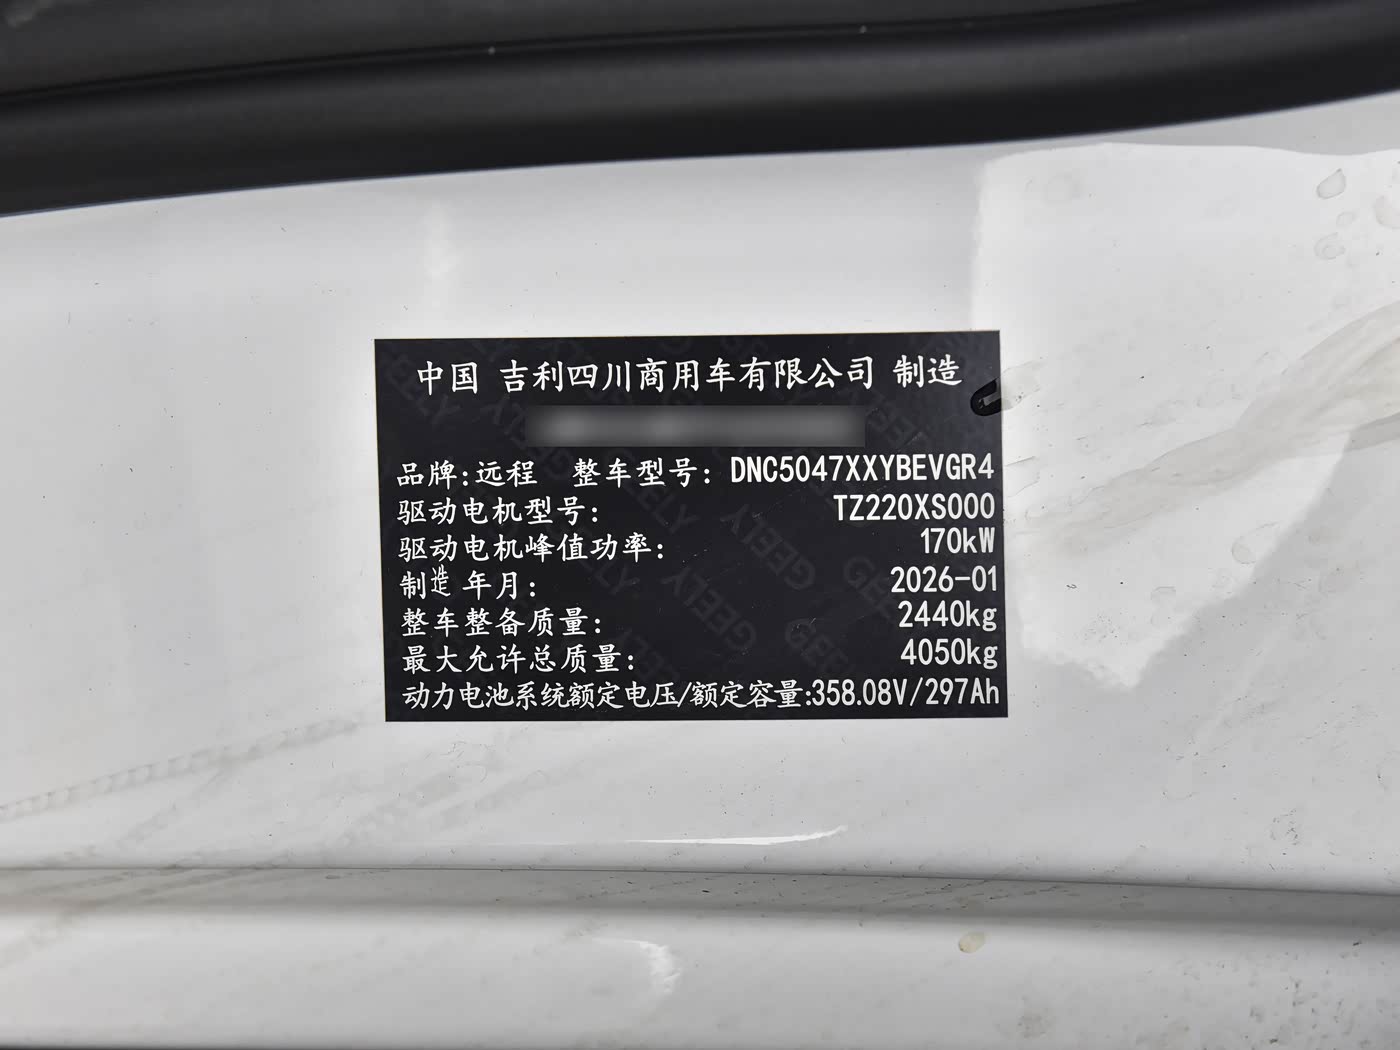 中国 吉利四川商用车有限公司 制造
品牌:远程 整车型号: DNC5047XXYBEVGR4
驱动电机型号: TZ220XS000
驱动电机峰值功率: 170kW
制造年月: 2026-01
整车整备质量: 2440kg
最大允许总质量: 4050kg
动力电池系统额定电压/额定容量:358.08V/297Ah